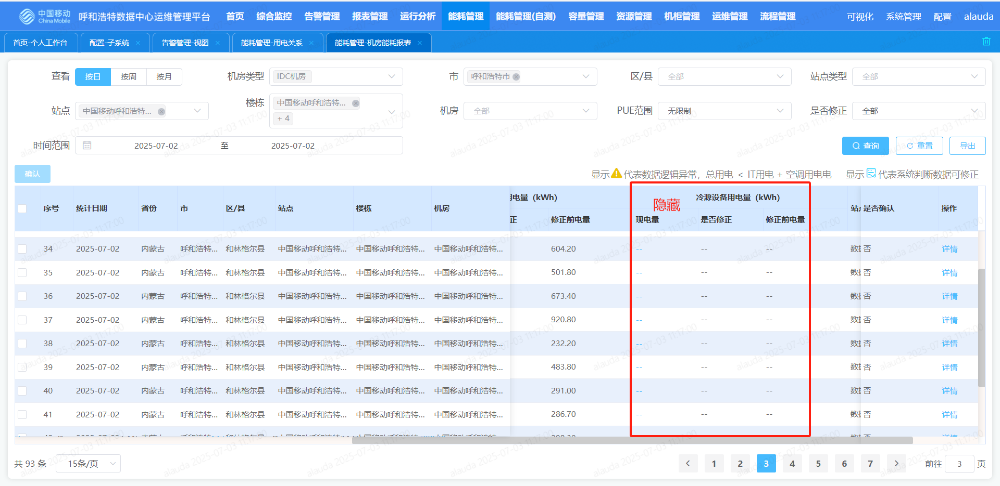 中国移动 China Mobile 呼和浩特数据中心运维管理平台 首页 综合监控 告警管理 报表管理 运行分析 能耗管理 能耗管理(自测) 容量管理 资源管理 机柜管理 运维管理 流程管理 可视化 系统管理 配置 alauda
首页-个人工作台 配置-子系统 × 告警管理-视图 × 能耗管理-用电关系 × 能耗管理-机房能耗报表 ×
查看 按日 按周 按月 机房类型 IDC机房 市 呼和浩特市 区/县 全部 站点类型 全部
站点 中国移动呼和浩特... 楼栋 中国移动呼和浩特... + 4 机房 全部 PUE范围 无限制 是否修正 全部
时间范围 2025-07-02 至 2025-07-02 查询 重置 导出
确认 显示 代表数据逻辑异常，总用电 < IT用电 + 空调用电电 显示 代表系统判断数据可修正
序号 统计日期 省份 市 区/县 站点 楼栋 机房 用电量（kWh） 冷源设备用电量（kWh） 站点 是否确认 操作
正 修正前电量 现电量 是否修正 修正前电量
隐藏
34 2025-07-02 内蒙古 呼和浩特... 和林格尔县 中国移动呼和浩特... 中国移动呼和浩特... 中国移动呼和浩特... 604.20 -- -- -- 数据 否 详情
35 2025-07-02 内蒙古 呼和浩特... 和林格尔县 中国移动呼和浩特... 中国移动呼和浩特... 中国移动呼和浩特... 501.80 -- -- -- 数据 否 详情
36 2025-07-02 内蒙古 呼和浩特... 和林格尔县 中国移动呼和浩特... 中国移动呼和浩特... 中国移动呼和浩特... 673.40 -- -- -- 数据 否 详情
37 2025-07-02 内蒙古 呼和浩特... 和林格尔县 中国移动呼和浩特... 中国移动呼和浩特... 中国移动呼和浩特... 920.80 -- -- -- 数据 否 详情
38 2025-07-02 内蒙古 呼和浩特... 和林格尔县 中国移动呼和浩特... 中国移动呼和浩特... 中国移动呼和浩特... 232.20 -- -- -- 数据 否 详情
39 2025-07-02 内蒙古 呼和浩特... 和林格尔县 中国移动呼和浩特... 中国移动呼和浩特... 中国移动呼和浩特... 483.80 -- -- -- 数据 否 详情
40 2025-07-02 内蒙古 呼和浩特... 和林格尔县 中国移动呼和浩特... 中国移动呼和浩特... 中国移动呼和浩特... 291.00 -- -- -- 数据 否 详情
41 2025-07-02 内蒙古 呼和浩特... 和林格尔县 中国移动呼和浩特... 中国移动呼和浩特... 中国移动呼和浩特... 286.70 -- -- -- 数据 否 详情
共 93 条 15条/页 < 1 2 3 4 5 6 7 > 前往 3 页
alauda 2025-07-03 11:17:00